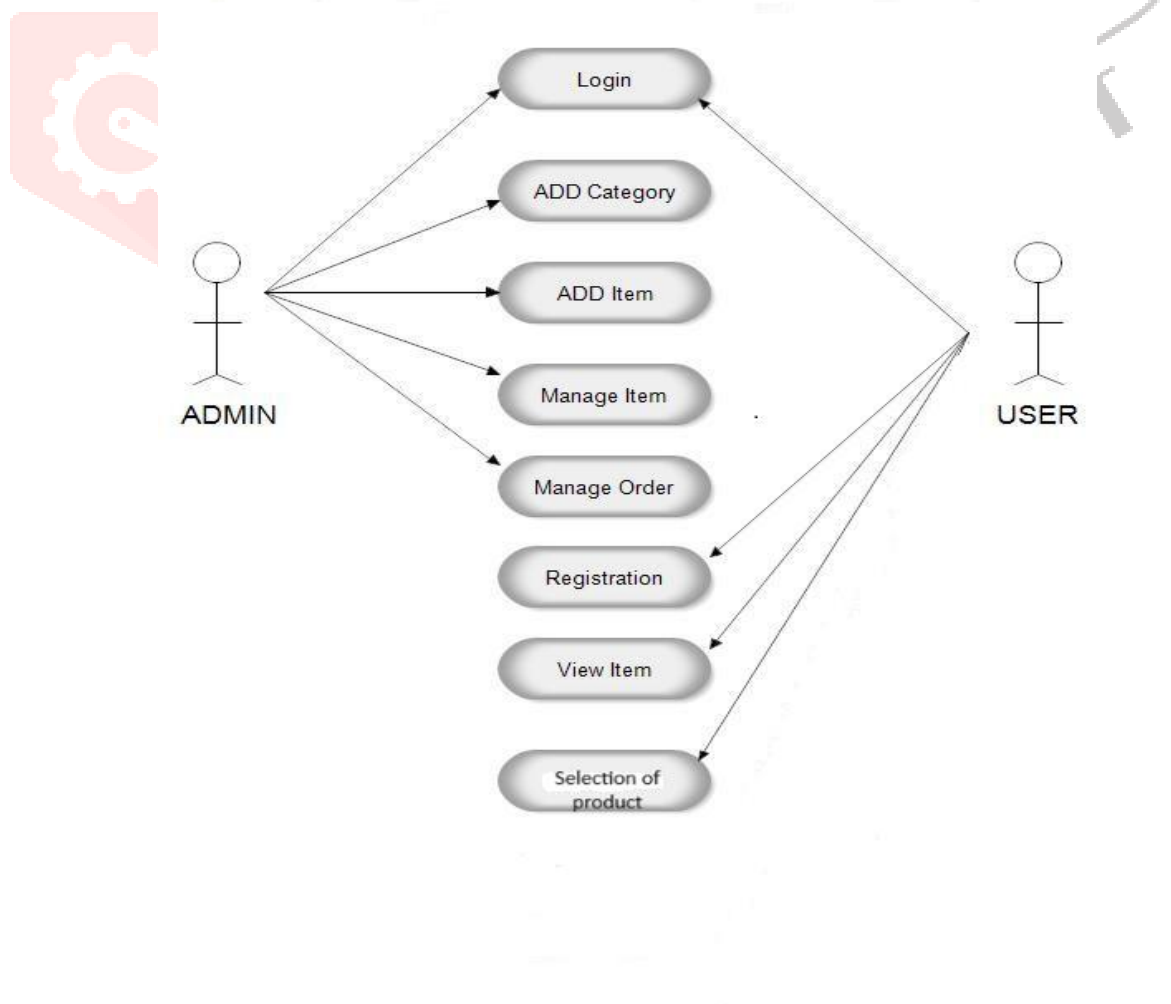 Login
ADD Category
ADD Item
Manage Item
ADMIN
USER
Manage Order
Registration
View Item
Selection of
product